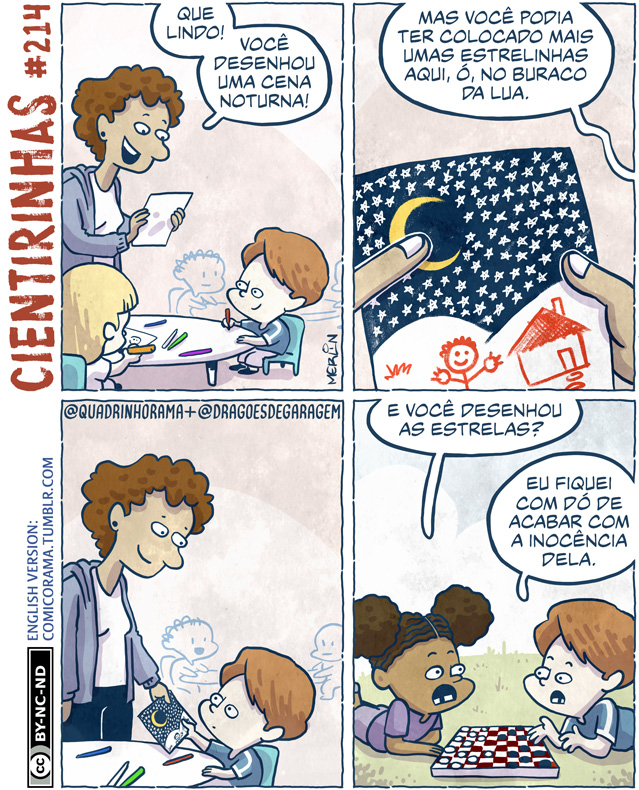 CIENTIRINHAS #214
QUE
LINDO!
VOCÊ
DESENHOU
UMA CENA
NOTURNA!
MERLIN
MAS VOCÊ PODIA
TER COLOCADO MAIS
UMAS ESTRELINHAS
AQUI, Ó, NO BURACO
DA LUA.
@QUADRINHORAMA+@DRAGOESDEGARAGEM
E VOCÊ DESENHOU
AS ESTRELAS?
EU FIQUEI
COM DÓ DE
ACABAR COM
A INOCÊNCIA
DELA.
ENGLISH VERSION:
COMICORAMA.TUMBLR.COM
cc BY-NC-ND